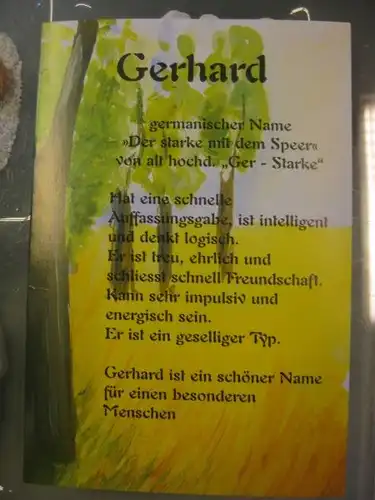 Gerhard
germanischer Name
»Der starke mit dem Speer«
von alt hochd. „Ger - Starke“
Hat eine schnelle
Auffassungsgabe, ist intelligent
und denkt logisch.
Er ist treu, ehrlich und
schliesst schnell Freundschaft.
Kann sehr impulsiv und
energisch sein.
Er ist ein geselliger Typ.
Gerhard ist ein schöner Name
für einen besonderen
Menschen